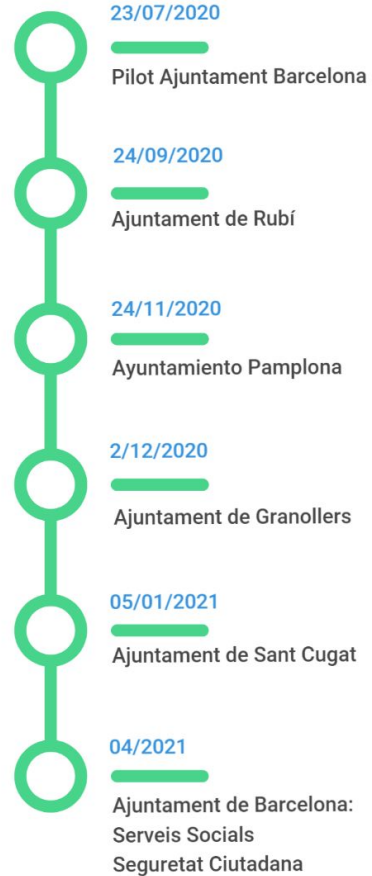 23/07/2020
Pilot Ajuntament Barcelona
24/09/2020
Ajuntament de Rubí
24/11/2020
Ayuntamiento Pamplona
2/12/2020
Ajuntament de Granollers
05/01/2021
Ajuntament de Sant Cugat
04/2021
Ajuntament de Barcelona:
Serveis Socials
Seguretat Ciutadana